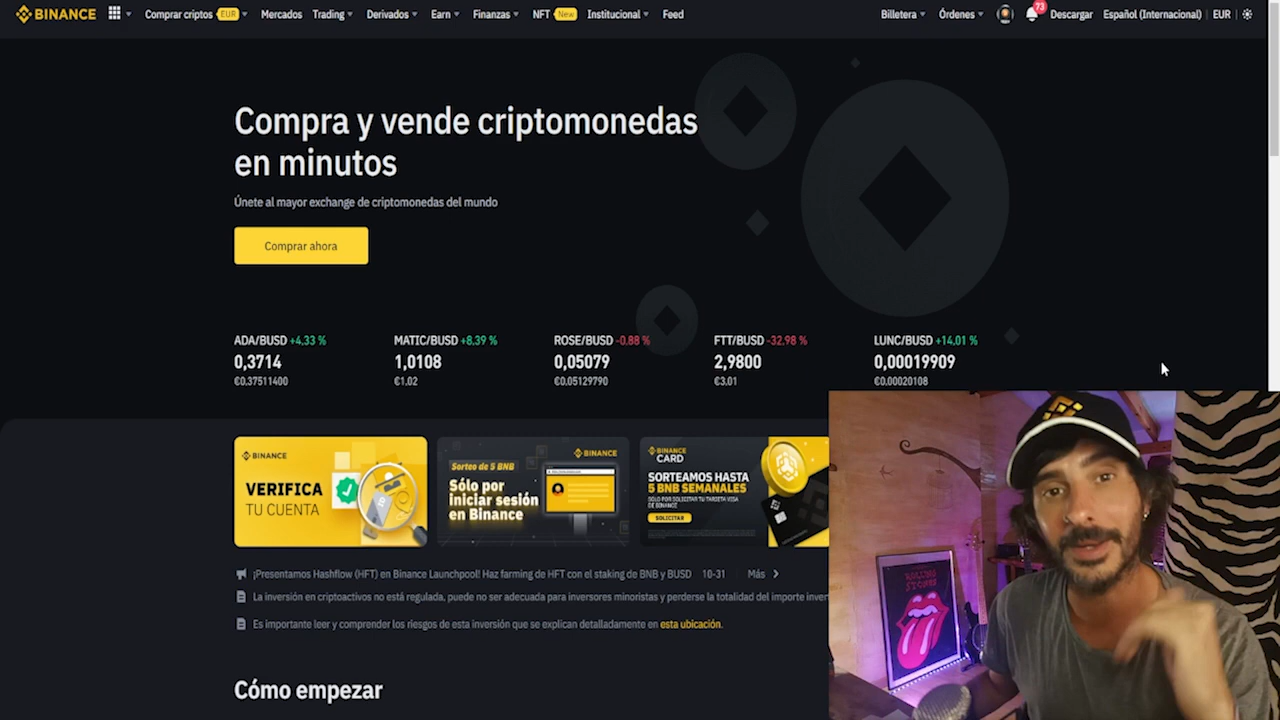 BINANCE
Comprar criptos EUR
Mercados
Trading
Derivados
Earn
Finanzas
NFT New
Institucional
Feed
Billetera
Órdenes
73
Descargar
Español (Internacional)
EUR
Compra y vende criptomonedas
en minutos
Únete al mayor exchange de criptomonedas del mundo
Comprar ahora
ADA/BUSD +4,33 %
0,3714
€0.37511400
MATIC/BUSD +8,39 %
1,0108
€1,02
ROSE/BUSD -0,88 %
0,05079
€0.05129790
FTT/BUSD -32,98 %
2,9800
€3,01
LUNC/BUSD +14,01 %
0,00019909
€0.00020108
BINANCE
VERIFICA
TU CUENTA
BINANCE
Sorteo de 5 BNB
Sólo por
iniciar sesión
en Binance
BINANCE
CARD
SORTEAMOS HASTA
5 BNB SEMANALES
SOLO POR SOLICITAR TU TARJETA VISA
DE BINANCE
SOLICITAR
¡Presentamos Hashflow (HFT) en Binance Launchpool! Haz farming de HFT con el staking de BNB y BUSD 10-31 Más
La inversión en criptoactivos no está regulada, puede no ser adecuada para inversores minoristas y perderse la totalidad del importe inver
Es importante leer y comprender los riesgos de esta inversión que se explican detalladamente en esta ubicación.
Cómo empezar
ROLLING
STONES